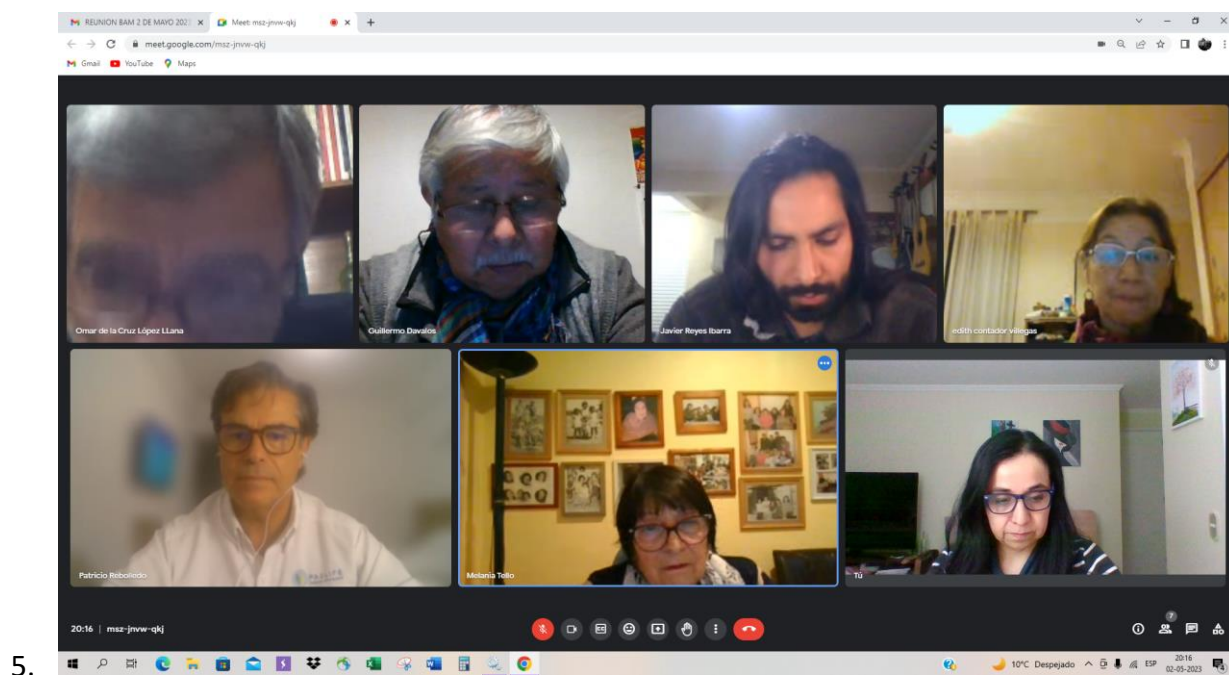 REUNION BAM 2 DE MAYO 202
Meet: msz-jnvw-qkj
meet.google.com/msz-jnvw-qkj
Gmail YouTube Maps
Omar de la Cruz López LLana
Guillermo Davalos
Javier Reyes Ibarra
edith contador villegas
Patricio Rebolledo
Melania Tello
Tú
20:16 | msz-jnvw-qkj
7
10°C Despejado
ESP
20:16
02-05-2023
5.